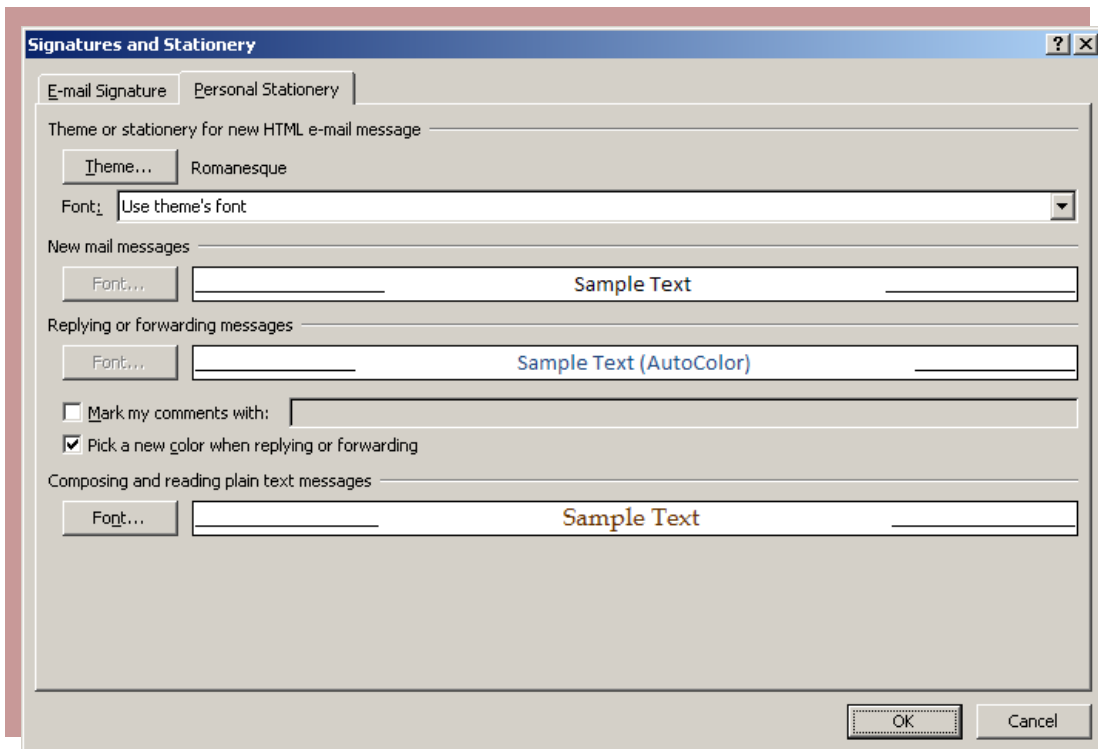 Signatures and Stationery
E-mail Signature Personal Stationery
Theme or stationery for new HTML e-mail message
Theme... Romanesque
Font: Use theme's font
New mail messages
Font... Sample Text
Replying or forwarding messages
Font... Sample Text (AutoColor)
Mark my comments with:
Pick a new color when replying or forwarding
Composing and reading plain text messages
Font... Sample Text
OK Cancel